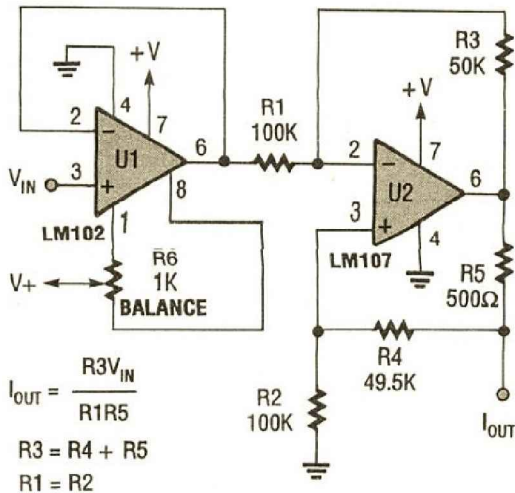 R3
50K
+V
+V
R1
100K
4
7
2
−
U1
6
3
+
8
1
V_IN
LM102
2
−
7
U2
6
3
+
4
LM107
R5
500Ω
V+
R6
1K
BALANCE
R4
49.5K
R2
100K
I_OUT
I_OUT = R3V_IN / R1R5
R3 = R4 + R5
R1 = R2